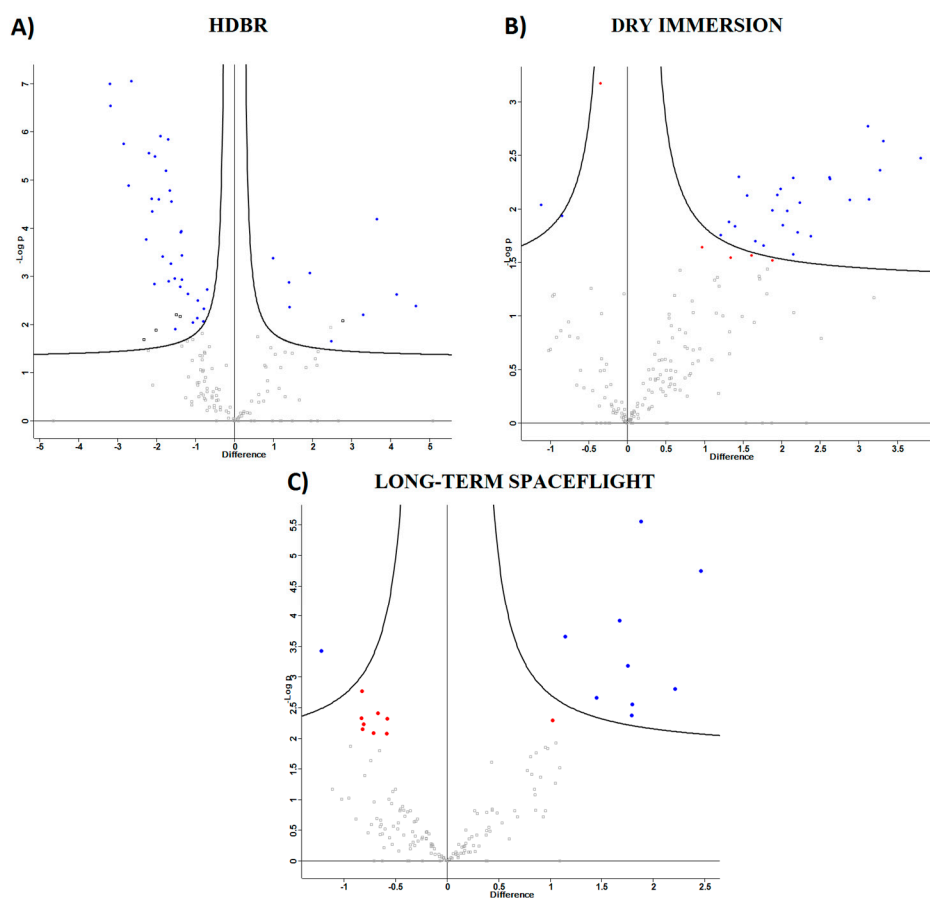 A)
HDBR
-Log p
7
6
5
4
3
2
1
0
-5 -4 -3 -2 -1 0 1 2 3 4 5
Difference
B)
DRY IMMERSION
-Log p
3
2.5
2
1.5
1
0.5
0
-1 -0.5 0 0.5 1 1.5 2 2.5 3 3.5
Difference
C)
LONG-TERM SPACEFLIGHT
-Log p
5.5
5
4.5
4
3.5
3
2.5
2
1.5
1
0.5
0
-1 -0.5 0 0.5 1 1.5 2 2.5
Difference